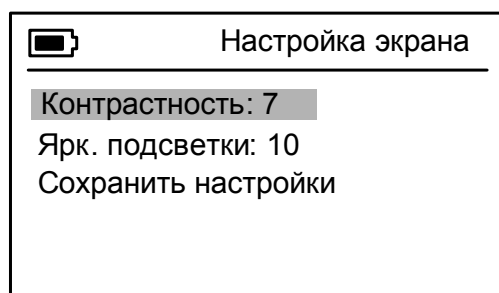 Настройка экрана
Контрастность: 7
Ярк. подсветки: 10
Сохранить настройки